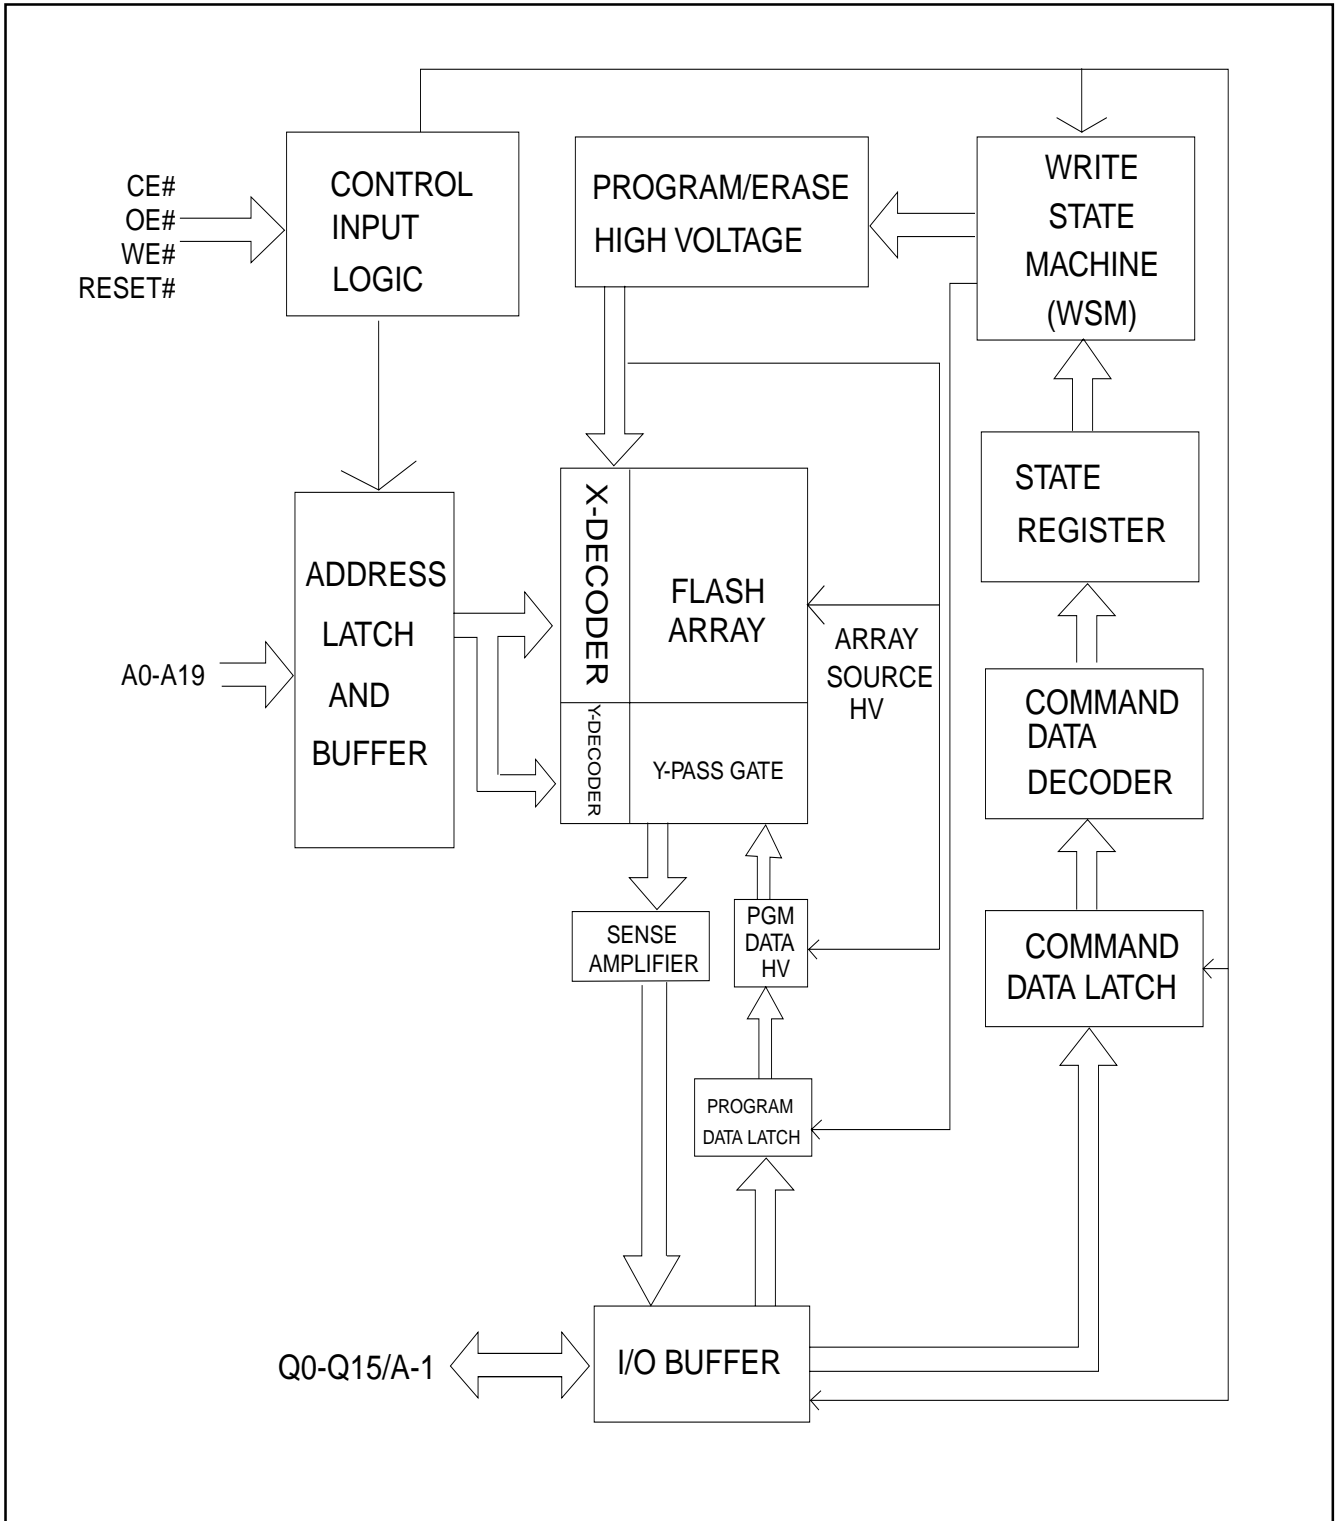 CE#
OE#
WE#
RESET#
CONTROL
INPUT
LOGIC
PROGRAM/ERASE
HIGH VOLTAGE
WRITE
STATE
MACHINE
(WSM)
STATE
REGISTER
ADDRESS
LATCH
AND
BUFFER
A0-A19
X-DECODER
FLASH
ARRAY
ARRAY
SOURCE
HV
Y-DECODER
Y-PASS GATE
COMMAND
DATA
DECODER
SENSE
AMPLIFIER
PGM
DATA
HV
COMMAND
DATA LATCH
PROGRAM
DATA LATCH
Q0-Q15/A-1
I/O BUFFER